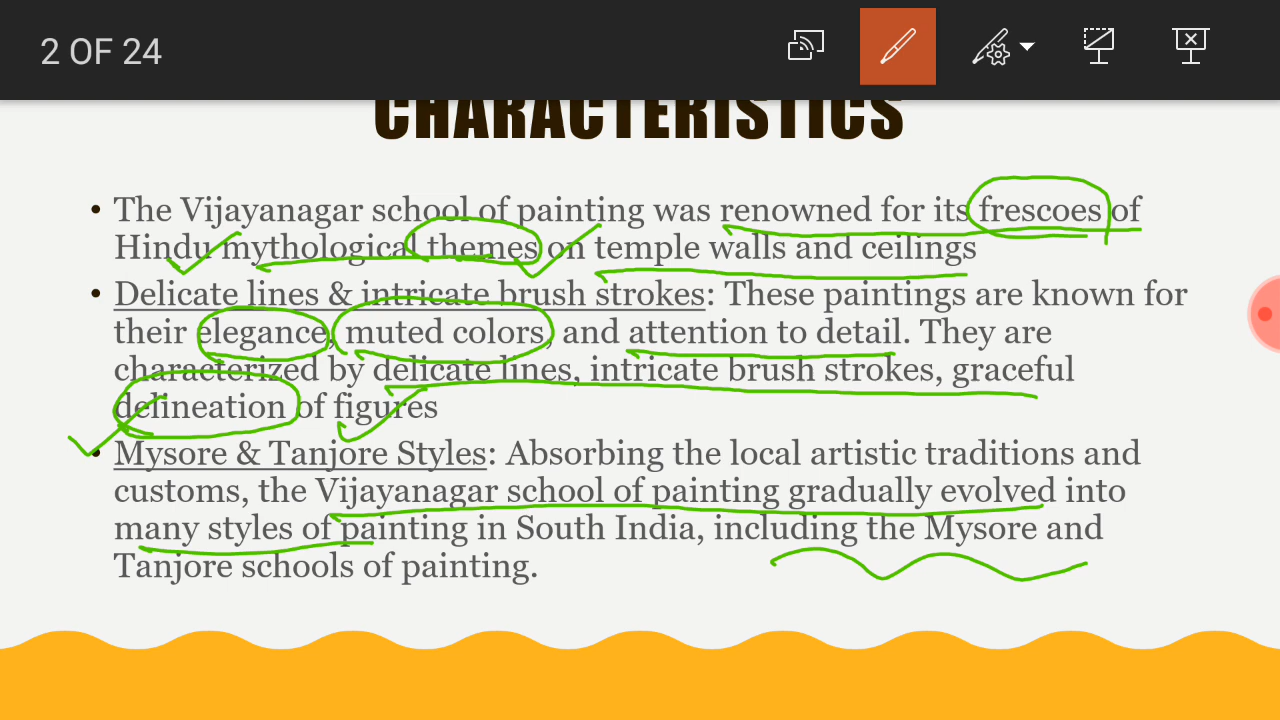 2 OF 24
CHARACTERISTICS
• The Vijayanagar school of painting was renowned for its frescoes of
Hindu mythological themes on temple walls and ceilings
• Delicate lines & intricate brush strokes: These paintings are known for
their elegance, muted colors, and attention to detail. They are
characterized by delicate lines, intricate brush strokes, graceful
delineation of figures
• Mysore & Tanjore Styles: Absorbing the local artistic traditions and
customs, the Vijayanagar school of painting gradually evolved into
many styles of painting in South India, including the Mysore and
Tanjore schools of painting.